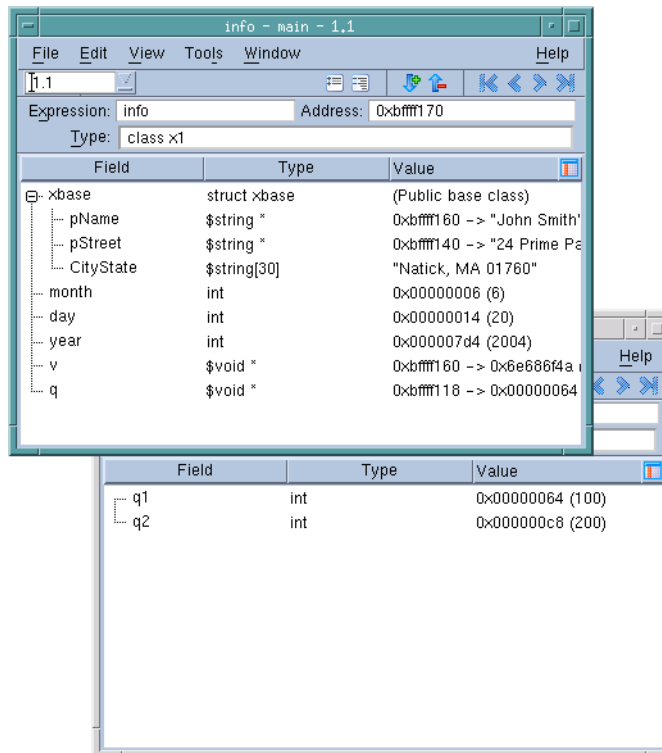 info - main - 1.1
File Edit View Tools Window Help
1.1
Expression: info Address: 0xbffff170
Type: class x1
Field Type Value
xbase struct xbase (Public base class)
pName $string * 0xbffff160 -> "John Smith"
pStreet $string * 0xbffff140 -> "24 Prime Pa
CityState $string[30] "Natick, MA 01760"
month int 0x00000006 (6)
day int 0x00000014 (20)
year int 0x000007d4 (2004)
v $void * 0xbffff160 -> 0x6e686f4a
q $void * 0xbffff118 -> 0x00000064
Help
Field Type Value
q1 int 0x00000064 (100)
q2 int 0x000000c8 (200)